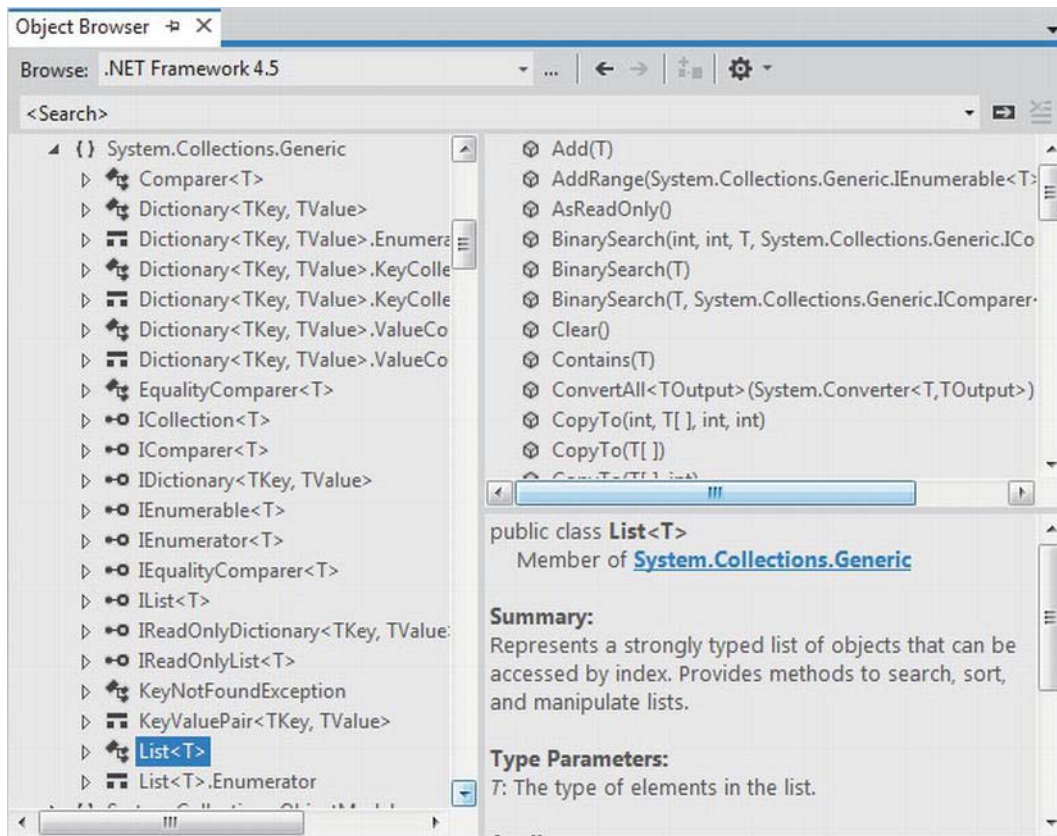 Object Browser
Browse: .NET Framework 4.5
...
<Search>
{ } System.Collections.Generic
Comparer<T>
Dictionary<TKey, TValue>
Dictionary<TKey, TValue>.Enumera
Dictionary<TKey, TValue>.KeyColle
Dictionary<TKey, TValue>.KeyColle
Dictionary<TKey, TValue>.ValueCo
Dictionary<TKey, TValue>.ValueCo
EqualityComparer<T>
ICollection<T>
IComparer<T>
IDictionary<TKey, TValue>
IEnumerable<T>
IEnumerator<T>
IEqualityComparer<T>
IList<T>
IReadOnlyDictionary<TKey, TValue
IReadOnlyList<T>
KeyNotFoundException
KeyValuePair<TKey, TValue>
List<T>
List<T>.Enumerator
Add(T)
AddRange(System.Collections.Generic.IEnumerable<T>
AsReadOnly()
BinarySearch(int, int, T, System.Collections.Generic.ICo
BinarySearch(T)
BinarySearch(T, System.Collections.Generic.IComparer
Clear()
Contains(T)
ConvertAll<TOutput>(System.Converter<T,TOutput>)
CopyTo(int, T[ ], int, int)
CopyTo(T[ ])
CopyTo(T[ ], int)
public class List<T>
Member of System.Collections.Generic
Summary:
Represents a strongly typed list of objects that can be
accessed by index. Provides methods to search, sort,
and manipulate lists.
Type Parameters:
T: The type of elements in the list.